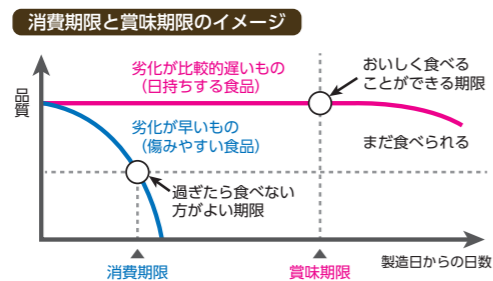 消費期限と賞味期限のイメージ
品質
劣化が比較的遅いもの
（日持ちする食品）
おいしく食べる
ことができる期限
劣化が早いもの
（傷みやすい食品）
まだ食べられる
過ぎたら食べない
方がよい期限
製造日からの日数
消費期限
賞味期限